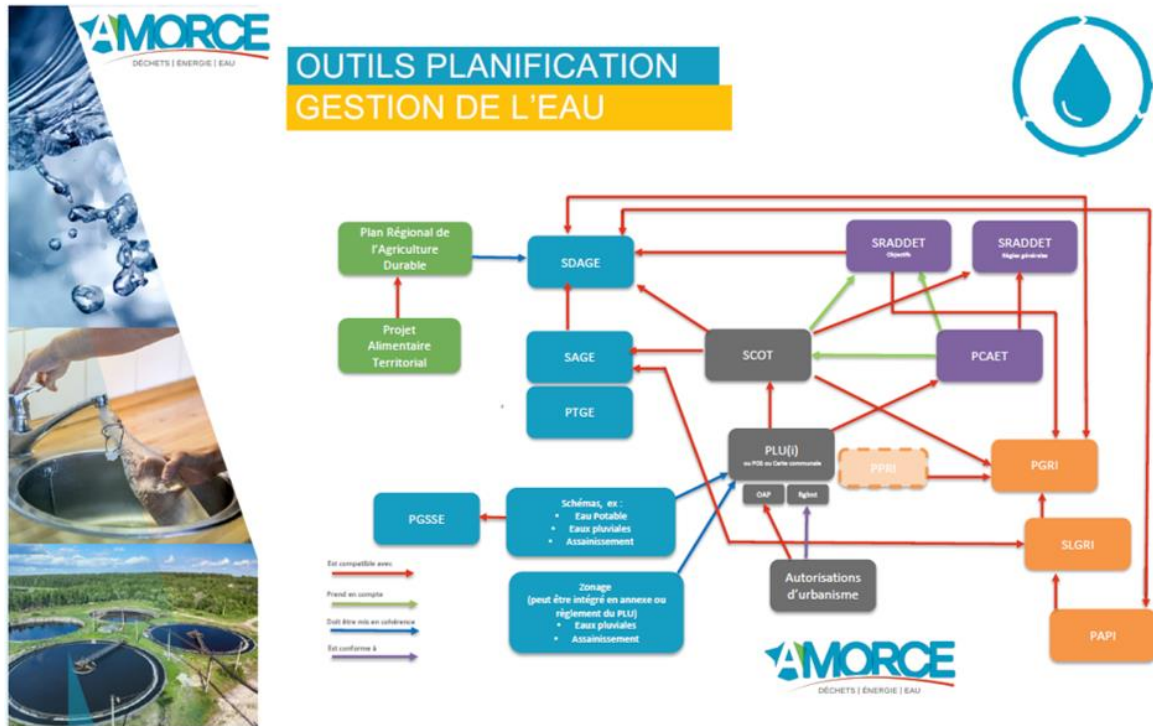 AMORCE
DÉCHETS | ÉNERGIE | EAU
OUTILS PLANIFICATION
GESTION DE L'EAU
Plan Régional de
l'Agriculture
Durable
SDAGE
SRADDET
Objectifs
SRADDET
Règles générales
Projet
Alimentaire
Territorial
SAGE
SCOT
PCAET
PTGE
PLU(i)
ou POS ou Carte communale
PPRI
PGRI
OAP
Rglmt
PGSSE
Schémas, ex :
• Eau Potable
• Eaux pluviales
• Assainissement
SLGRI
Est compatible avec
Prend en compte
Doit être mis en cohérence
Est conforme à
Zonage
(peut être intégré en annexe ou
règlement du PLU)
• Eaux pluviales
• Assainissement
Autorisations
d'urbanisme
PAPI
AMORCE
DÉCHETS | ÉNERGIE | EAU